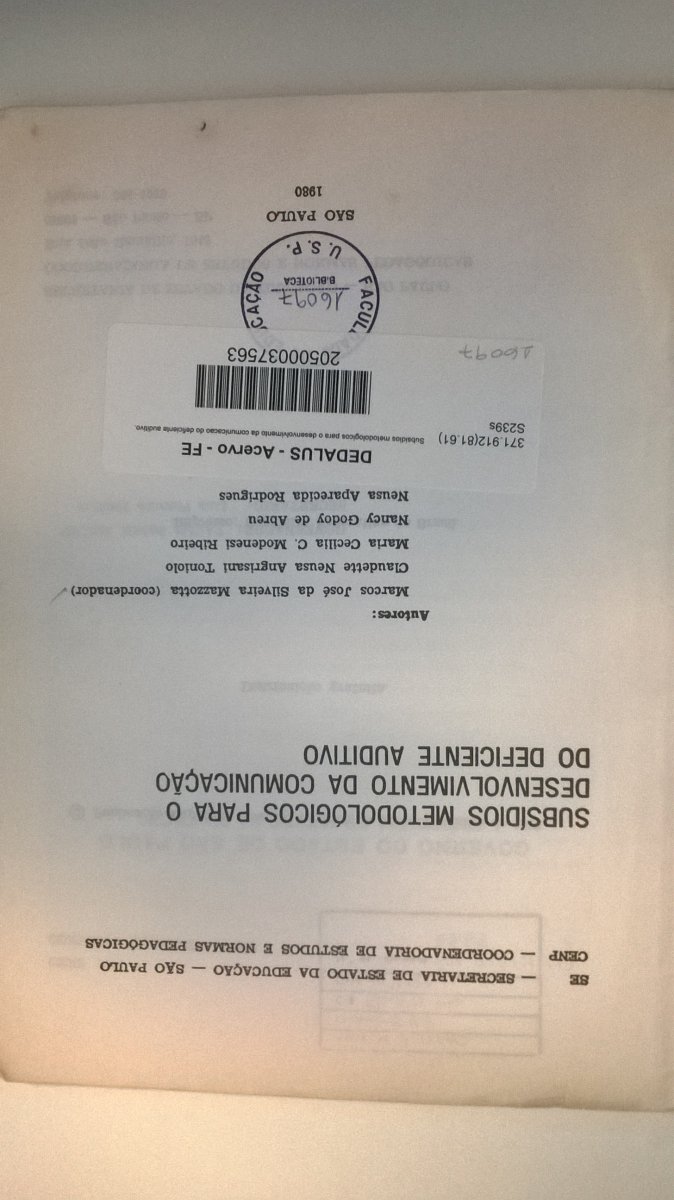 SE — SECRETARIA DE ESTADO DA EDUCAÇÃO — SÃO PAULO
CENP — COORDENADORIA DE ESTUDOS E NORMAS PEDAGÓGICAS
SUBSÍDIOS METODOLÓGICOS PARA O
DESENVOLVIMENTO DA COMUNICAÇÃO
DO DEFICIENTE AUDITIVO
Autores:
Marcos José da Silveira Mazzotta (coordenador)
Claudette Neusa Angrisani Toniolo
Maria Cecilia C. Modenesi Ribeiro
Nancy Godoy de Abreu
Neusa Aparecida Rodrigues
DEDALUS - Acervo - FE
371.912(81.61) Subsídios metodologicos para o desenvolvimento da comunicacao do deficiente auditivo.
S239s
20500037563
16097
FACUL
CAÇÃO
16097
BIBLIOTECA
U. S. P.
SÃO PAULO
1980